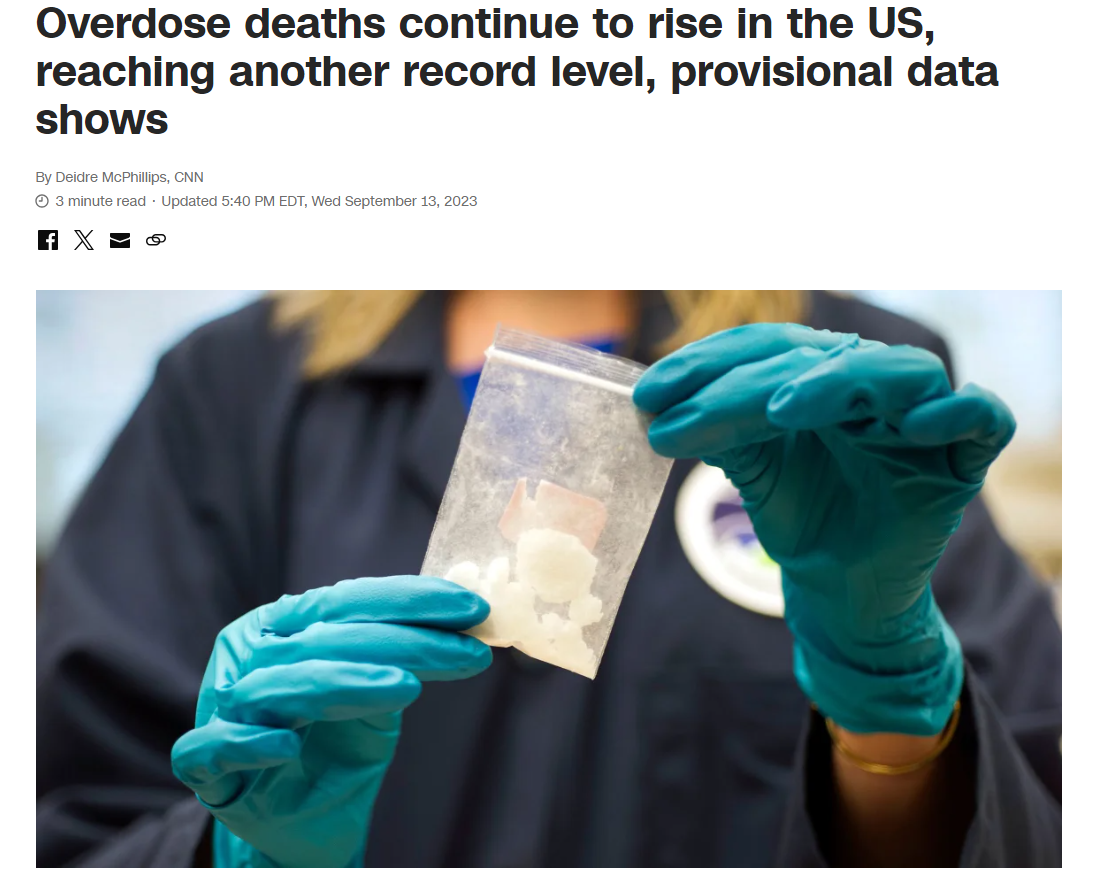 Overdose deaths continue to rise in the US,
reaching another record level, provisional data
shows
By Deidre McPhillips, CNN
3 minute read · Updated 5:40 PM EDT, Wed September 13, 2023